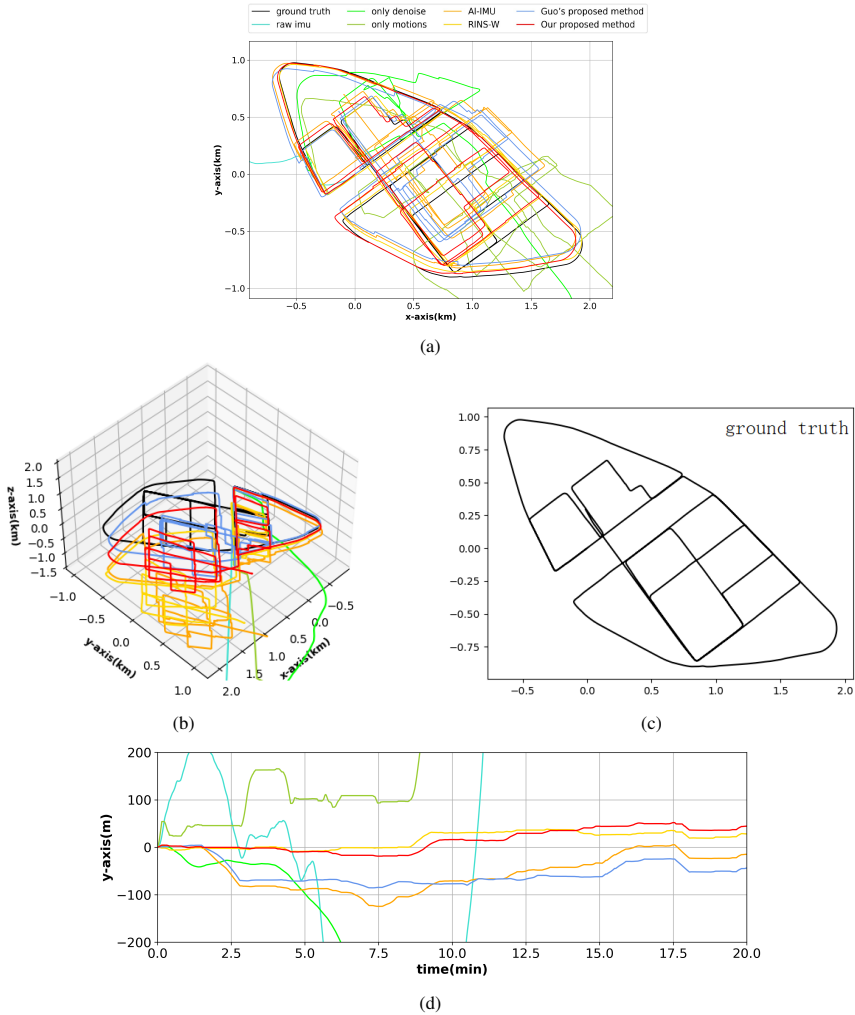 ground truth only denoise AI-IMU Guo's proposed method
raw imu only motions RINS-W Our proposed method
1.0
0.5
0.0
−0.5
−1.0
y-axis(km)
−0.5 0.0 0.5 1.0 1.5 2.0
x-axis(km)
(a)
2.0
1.5
1.0
0.5
0.0
−0.5
−1.0
−1.5
z-axis(km)
−1.0
−0.5
0.0
0.5
1.0
y-axis(km)
−0.5
0.0
0.5
1.0
1.5
2.0
x-axis(km)
(b)
ground truth
1.00
0.75
0.50
0.25
0.00
−0.25
−0.50
−0.75
−0.5 0.0 0.5 1.0 1.5 2.0
(c)
200
100
0
−100
−200
y-axis(m)
0.0 2.5 5.0 7.5 10.0 12.5 15.0 17.5 20.0
time(min)
(d)